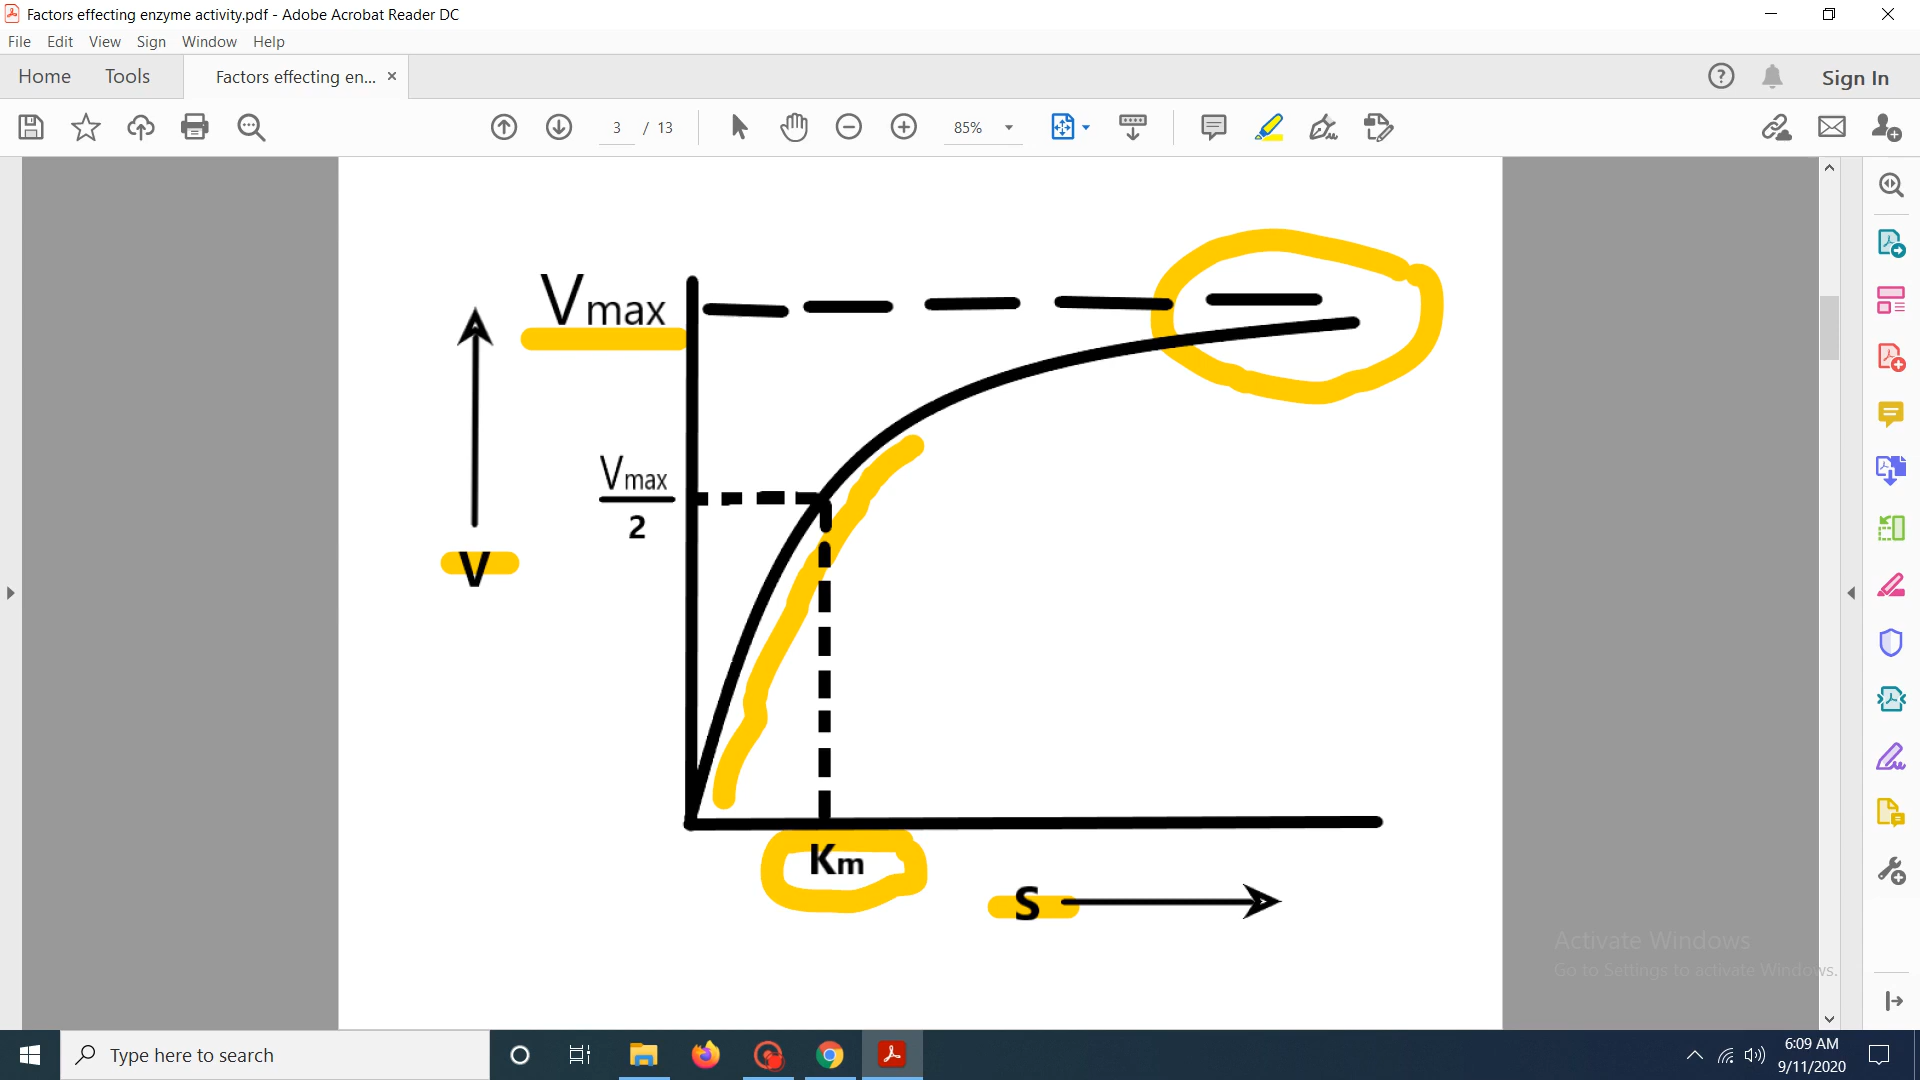 Factors effecting enzyme activity.pdf - Adobe Acrobat Reader DC
File Edit View Sign Window Help
Home Tools Factors effecting en... × Sign In
3 / 13 85%
Vmax
Vmax
2
V
Km
S
Activate Windows
Go to Settings to activate Windows.
Type here to search
6:09 AM
9/11/2020